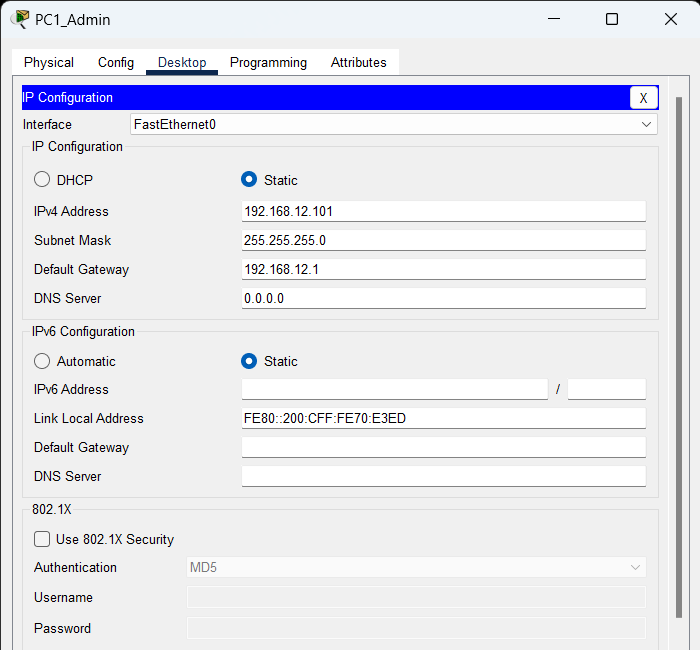 PC1_Admin
Physical Config Desktop Programming Attributes
IP Configuration X
Interface FastEthernet0
IP Configuration
DHCP Static
IPv4 Address 192.168.12.101
Subnet Mask 255.255.255.0
Default Gateway 192.168.12.1
DNS Server 0.0.0.0
IPv6 Configuration
Automatic Static
IPv6 Address /
Link Local Address FE80::200:CFF:FE70:E3ED
Default Gateway
DNS Server
802.1X
Use 802.1X Security
Authentication MD5
Username
Password